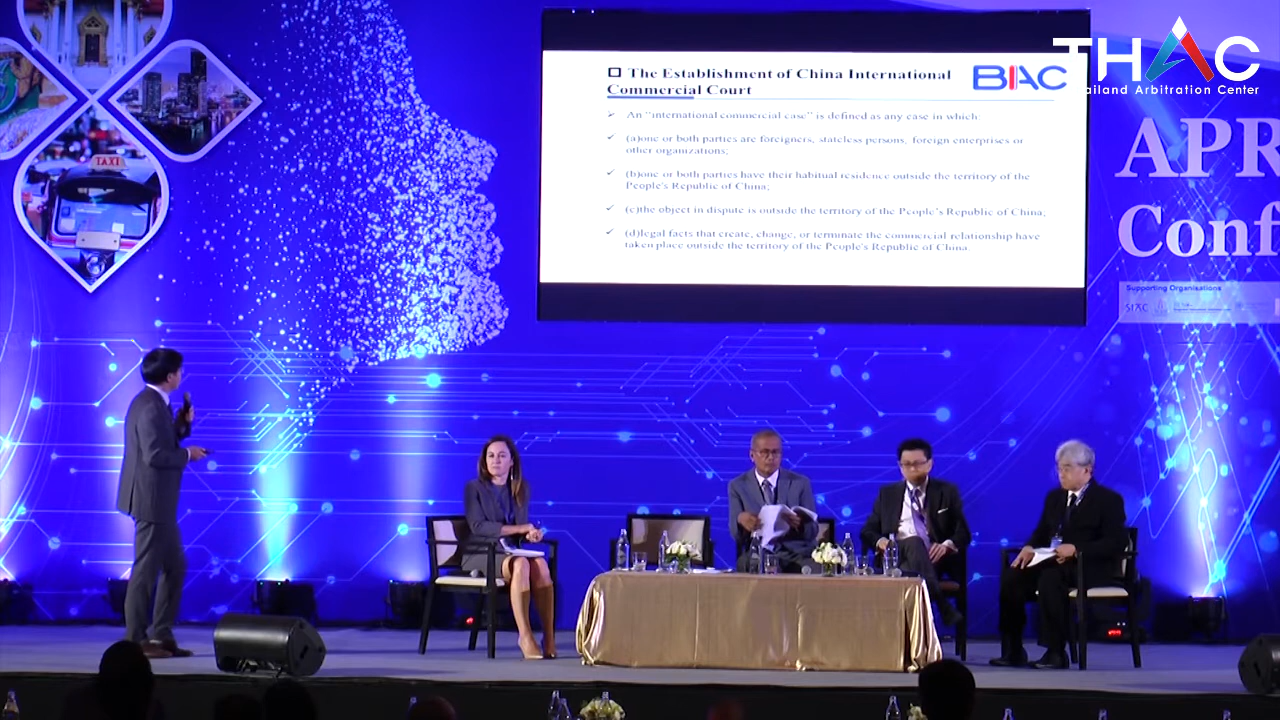 THAC
Thailand Arbitration Center
The Establishment of China International
Commercial Court
BIAC
An "international commercial case" is defined as any case in which:
(a)one or both parties are foreigners, stateless persons, foreign enterprises or
other organizations;
(b)one or both parties have their habitual residence outside the territory of the
People's Republic of China;
(c)the object in dispute is outside the territory of the People's Republic of China;
(d)legal facts that create, change, or terminate the commercial relationship have
taken place outside the territory of the People's Republic of China.
APR
Conf
Supporting Organisations
SIAC
TAXI